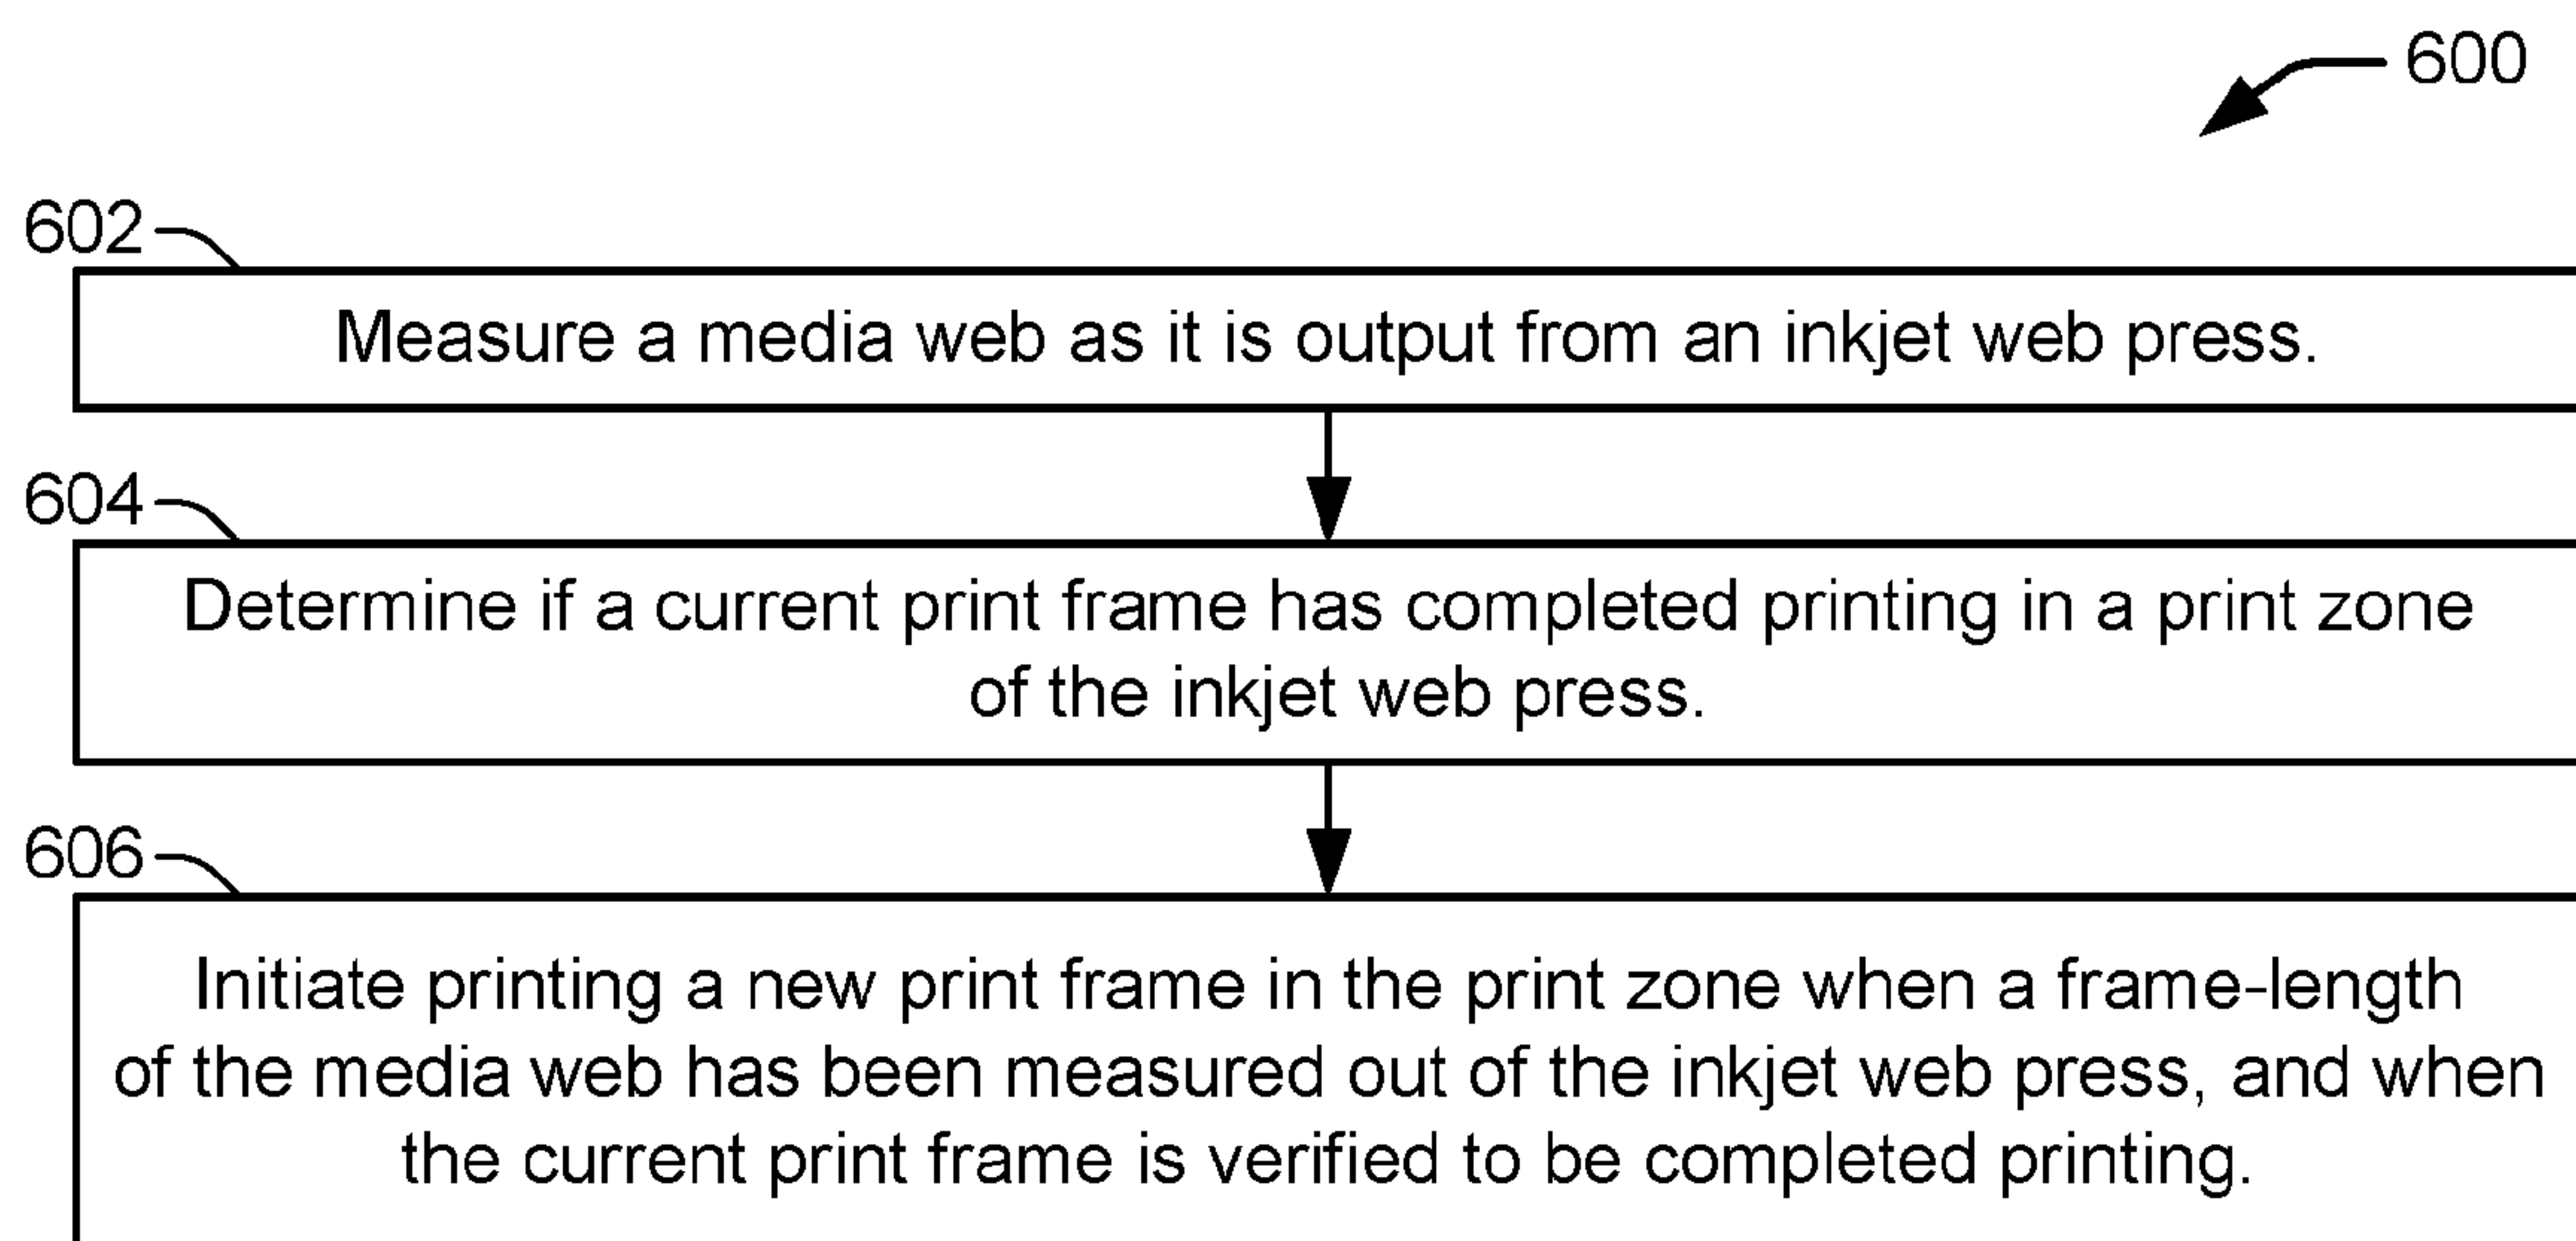 600
602
Measure a media web as it is output from an inkjet web press.
604
Determine if a current print frame has completed printing in a print zone
of the inkjet web press.
606
Initiate printing a new print frame in the print zone when a frame-length
of the media web has been measured out of the inkjet web press, and when
the current print frame is verified to be completed printing.